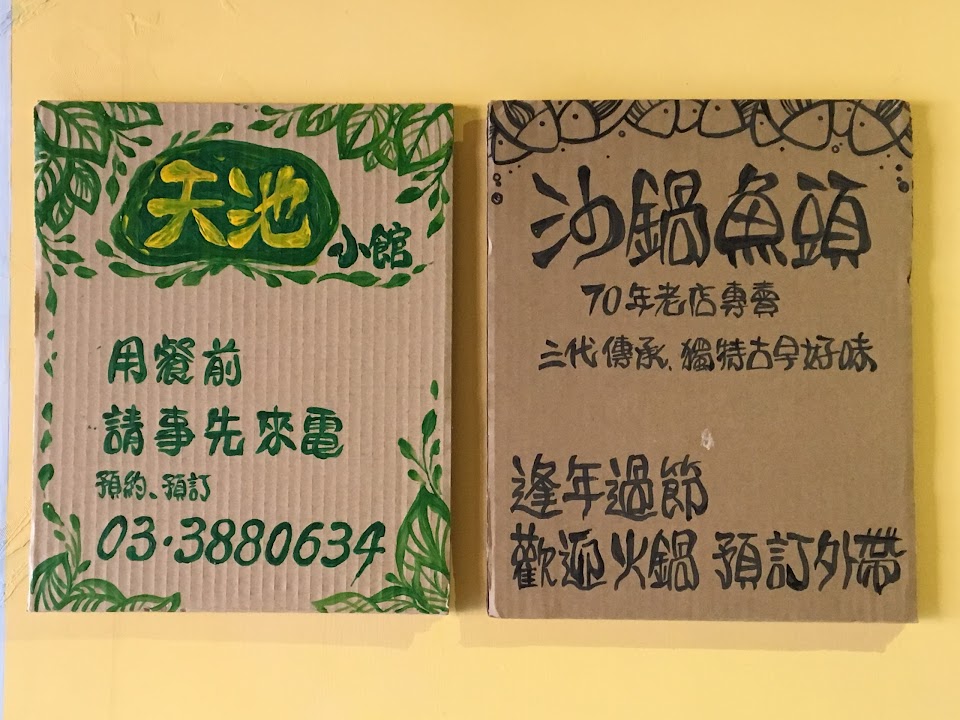 天池
小館
用餐前
請事先來電
預約、預訂
03·3880634
沙鍋魚頭
70年老店專賣
三代傳承、獨特古早好味
逢年過節
歡迎火鍋 預訂外帶